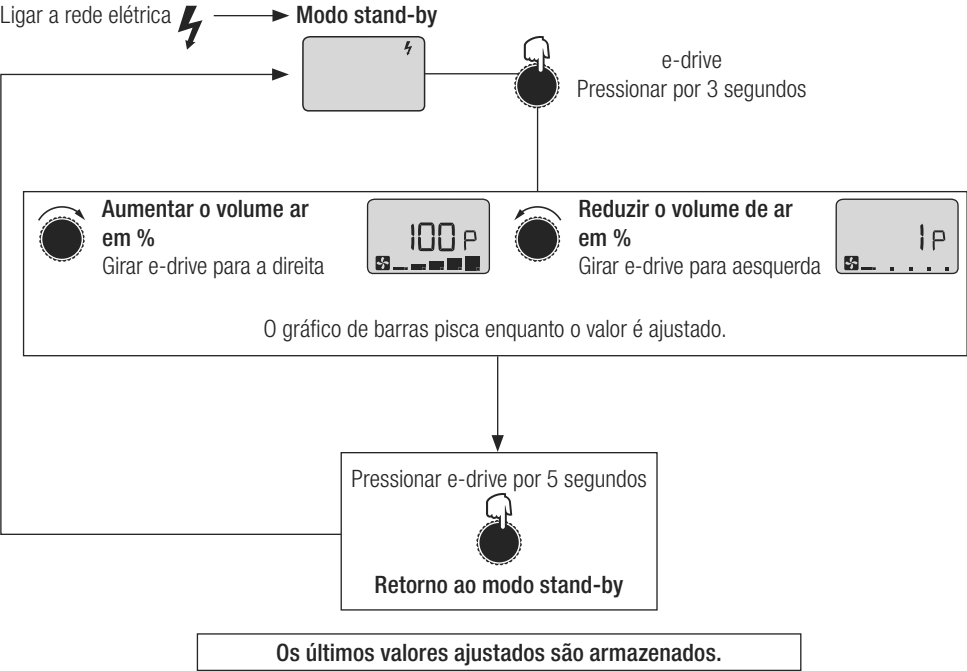 Ligar a rede elétrica
Modo stand-by
e-drive
Pressionar por 3 segundos
Aumentar o volume ar
em %
Girar e-drive para a direita
100 P
Reduzir o volume de ar
em %
Girar e-drive para aesquerda
1 P
O gráfico de barras pisca enquanto o valor é ajustado.
Pressionar e-drive por 5 segundos
Retorno ao modo stand-by
Os últimos valores ajustados são armazenados.